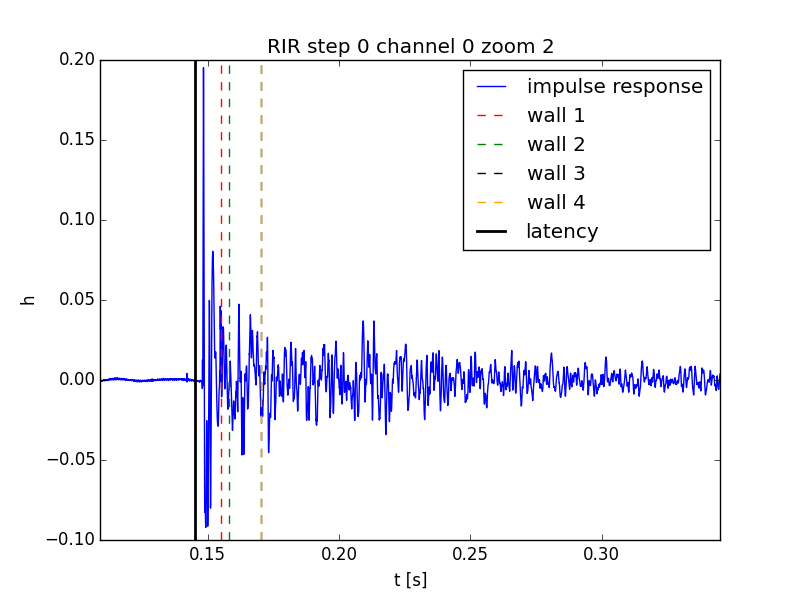 RIR step 0 channel 0 zoom 2
0.20
0.15
0.10
0.05
0.00
−0.05
−0.10
h
impulse response
wall 1
wall 2
wall 3
wall 4
latency
0.15
0.20
0.25
0.30
t [s]